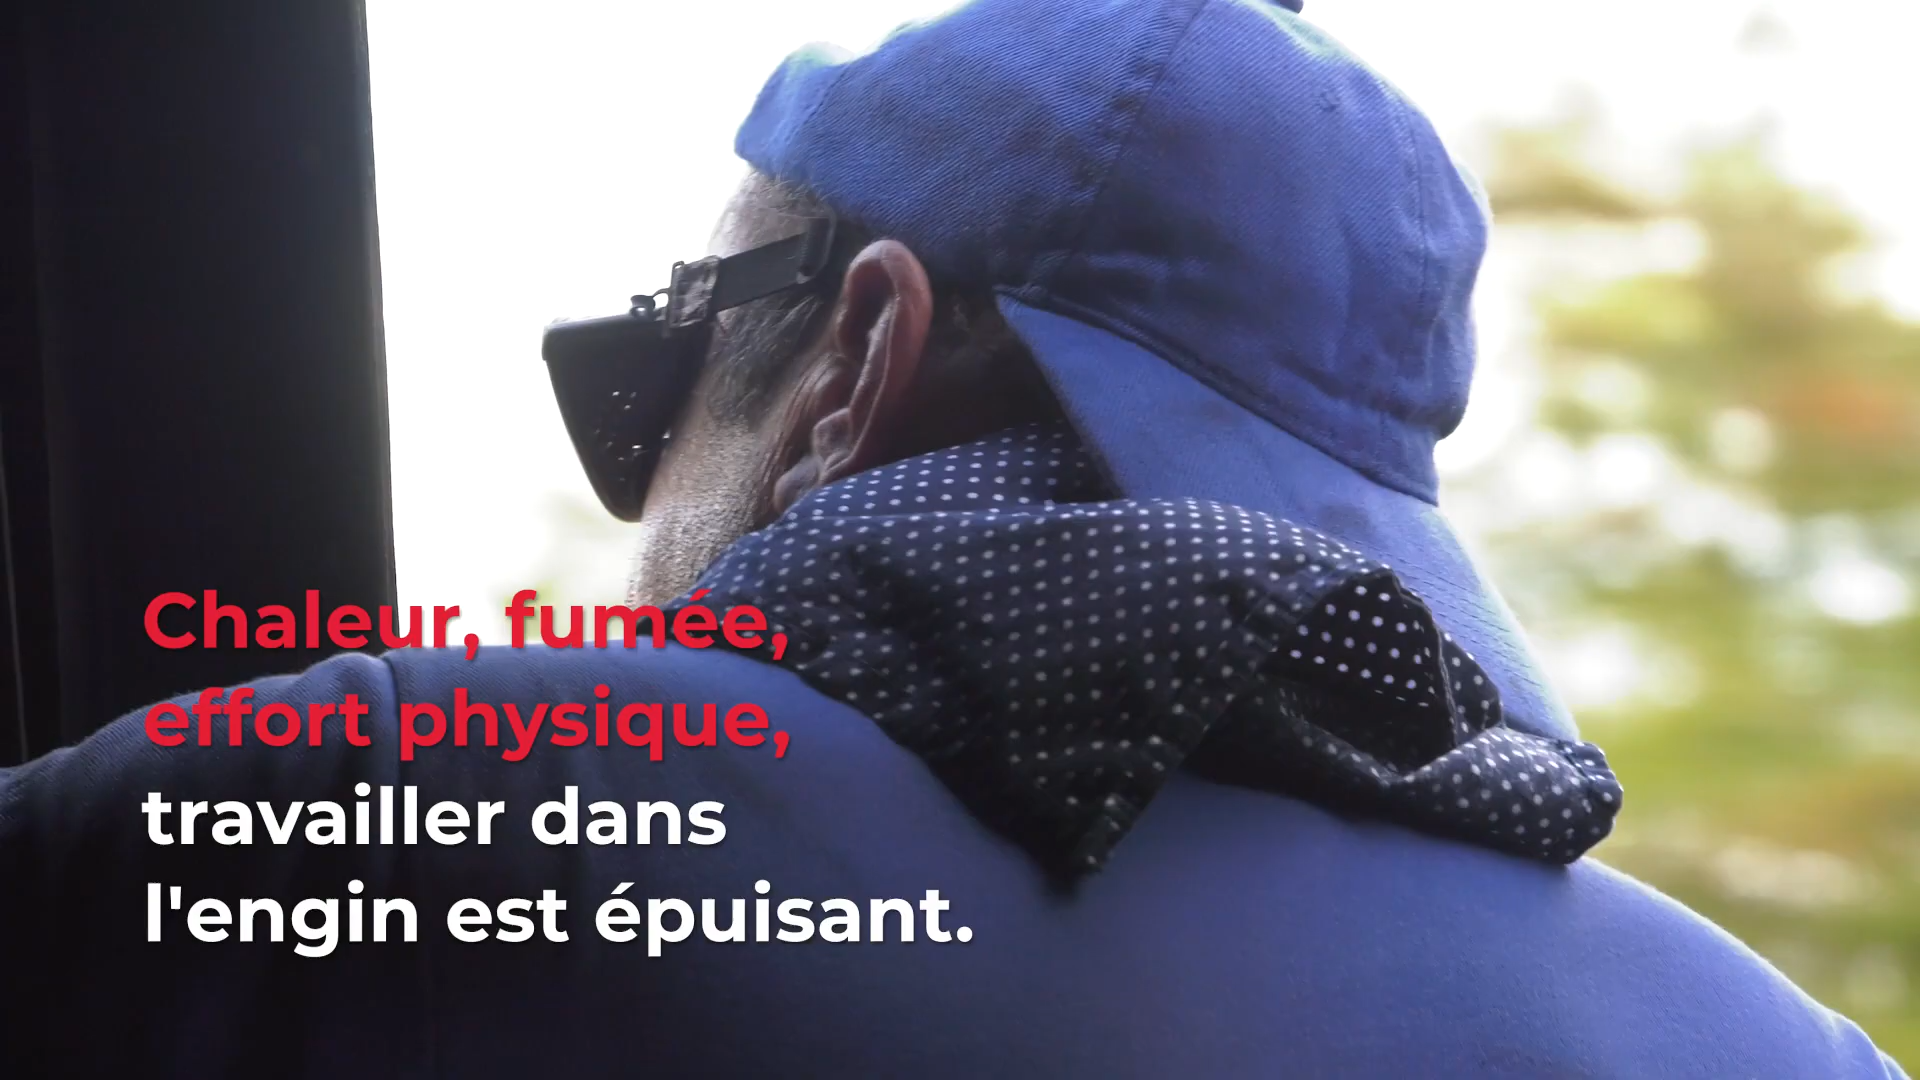 Chaleur, fumée,
effort physique,
travailler dans
l'engin est épuisant.